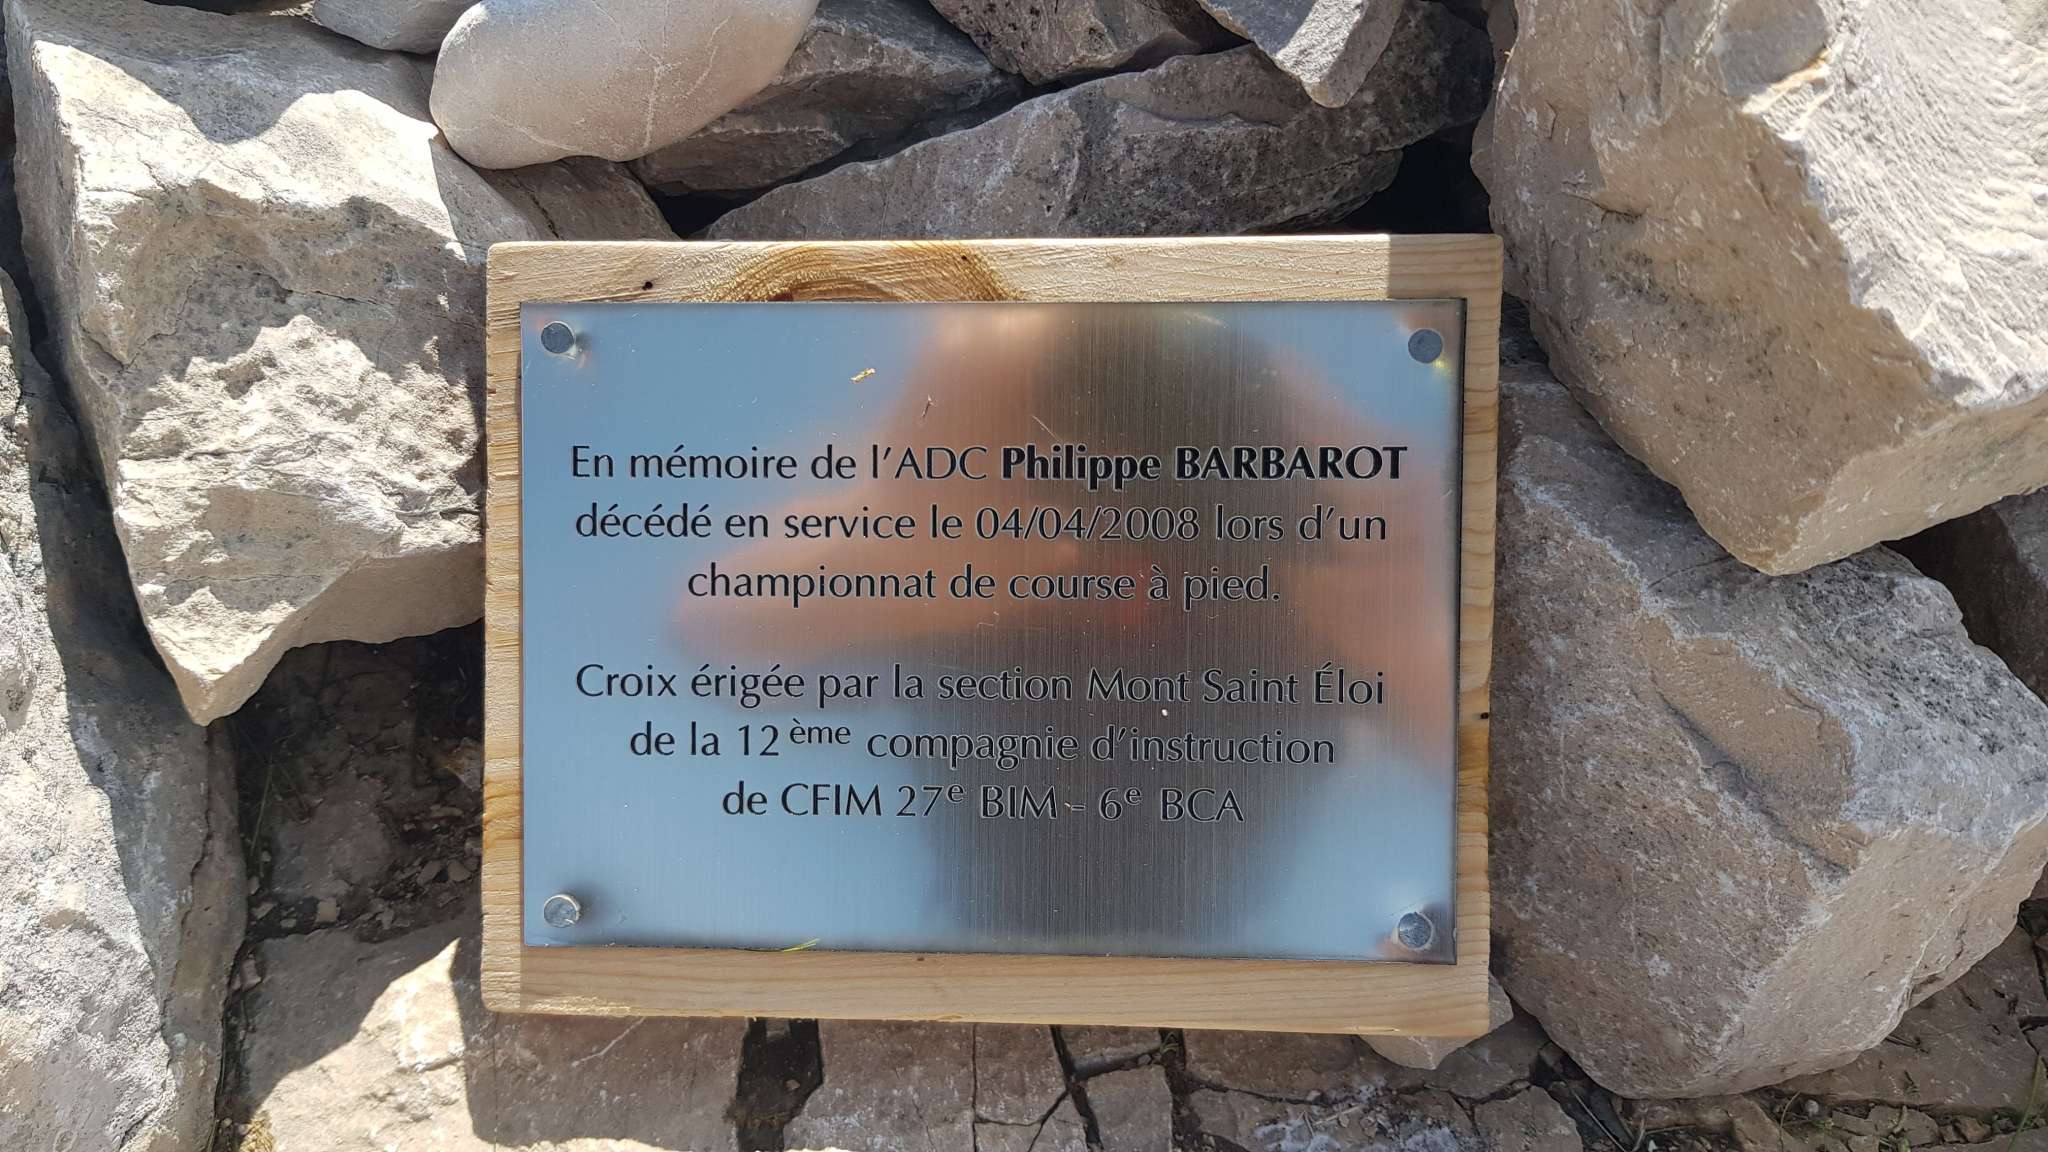 En mémoire de l'ADC Philippe BARBAROT
décédé en service le 04/04/2008 lors d'un
championnat de course à pied.
Croix érigée par la section Mont Saint Éloi
de la 12ème compagnie d'instruction
de CFIM 27e BIM - 6e BCA